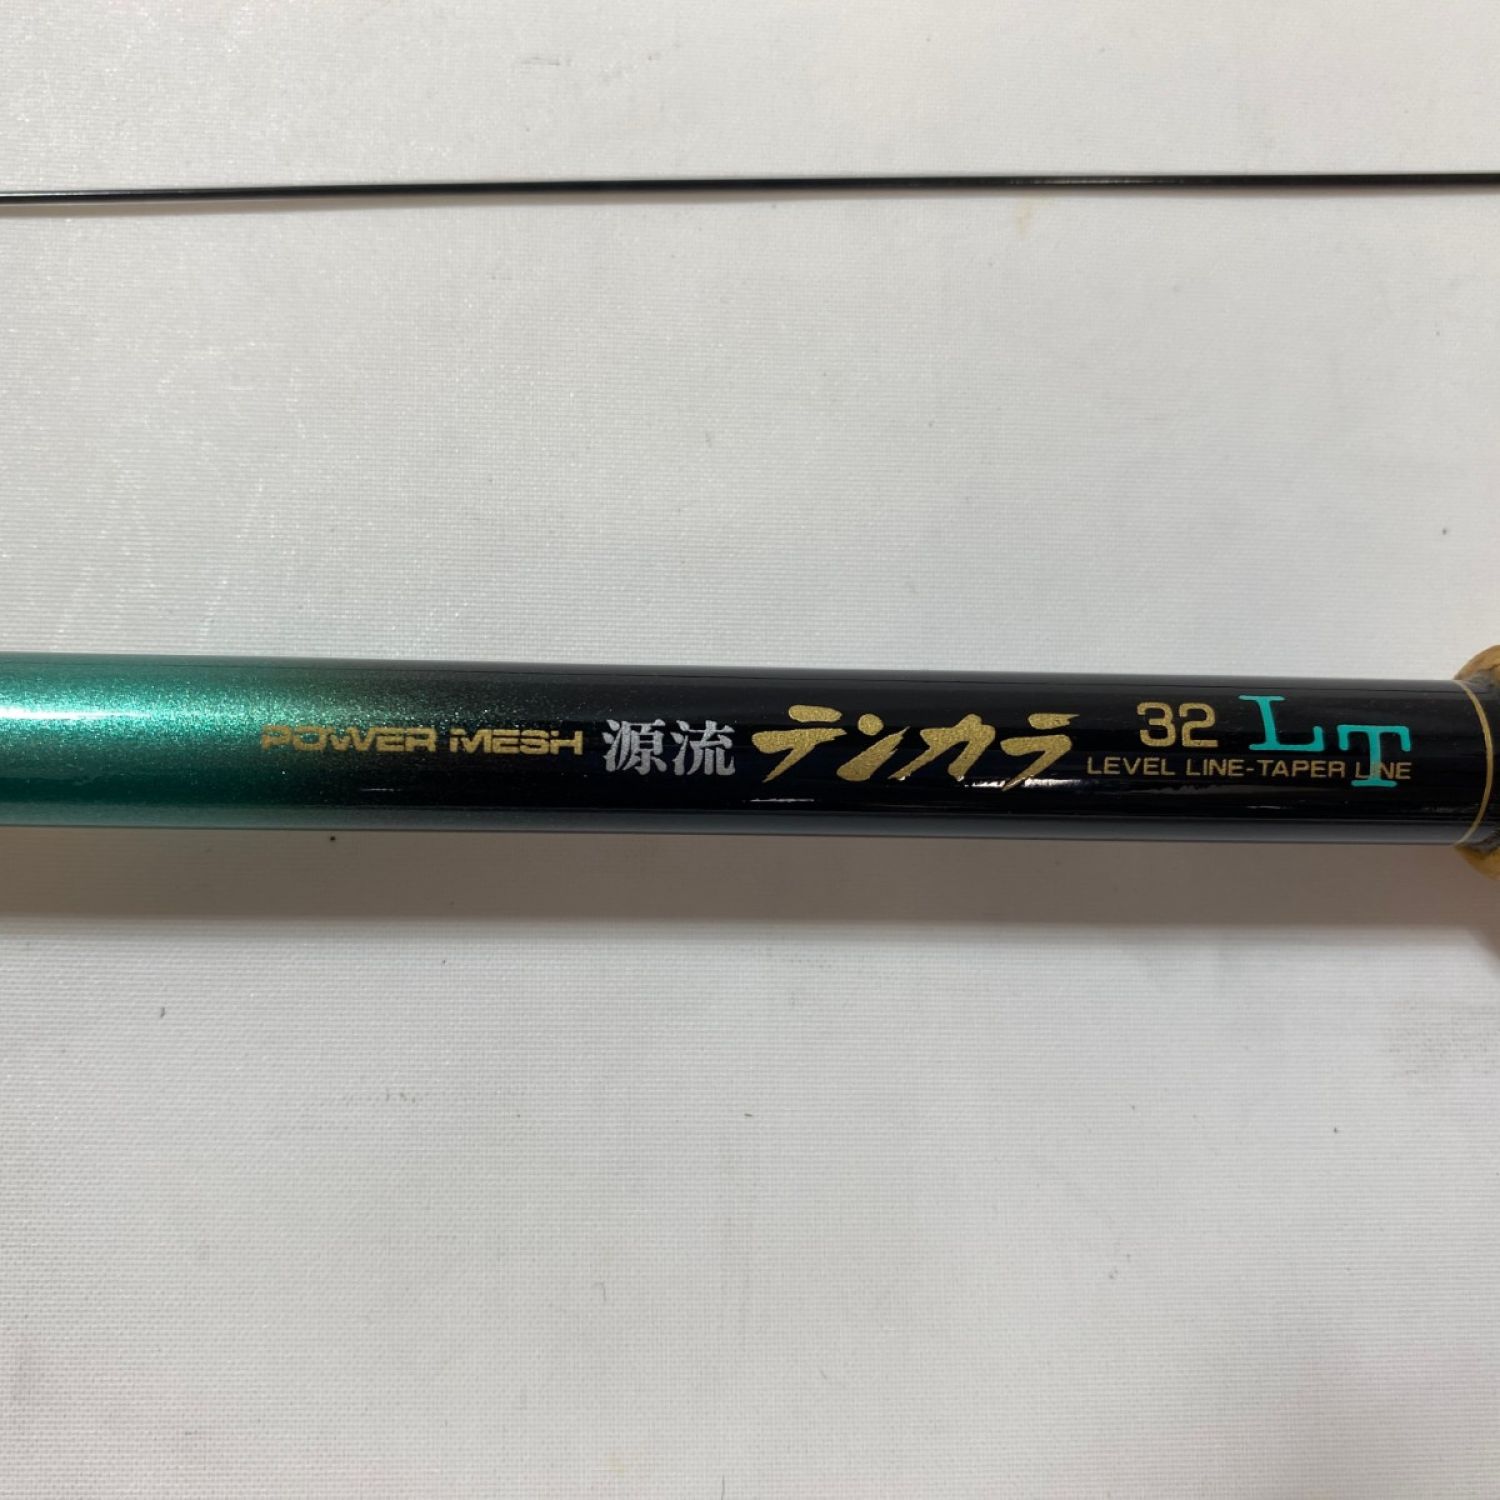 POWER MESH 源流 テンカラ 32 LT
LEVEL LINE-TAPER LINE